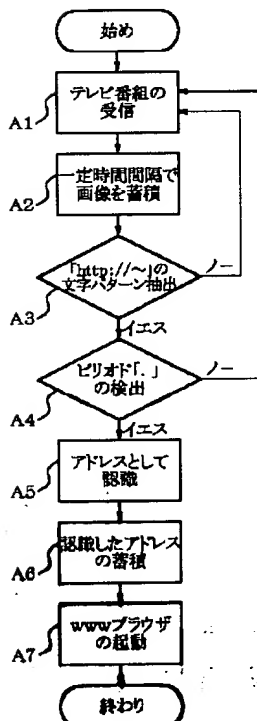 始め
テレビ番組の
受信
A1
一定時間間隔で
画像を蓄積
A2
「http://~」の
文字パターン抽出
ノー
A3
イエス
ピリオド「.」
の検出
ノー
A4
イエス
アドレスとして
認識
A5
認識したアドレス
の蓄積
A6
wwwブラウザ
の起動
A7
終わり